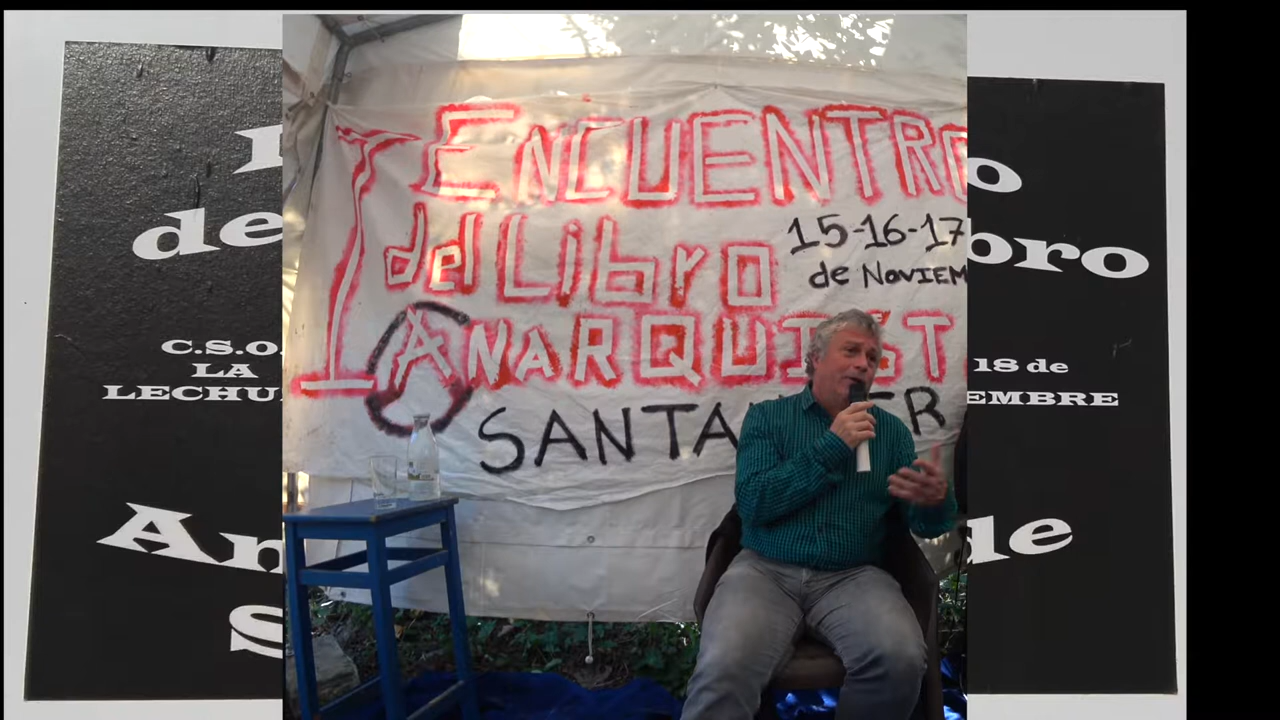 I ENCUENTRO
del Libro
15-16-17
de NOVIEM
ANARQUIST
SANTA
ER
de
C.S.O.
LA
LECHU
An
s
o
bro
18 de
EMBRE
de